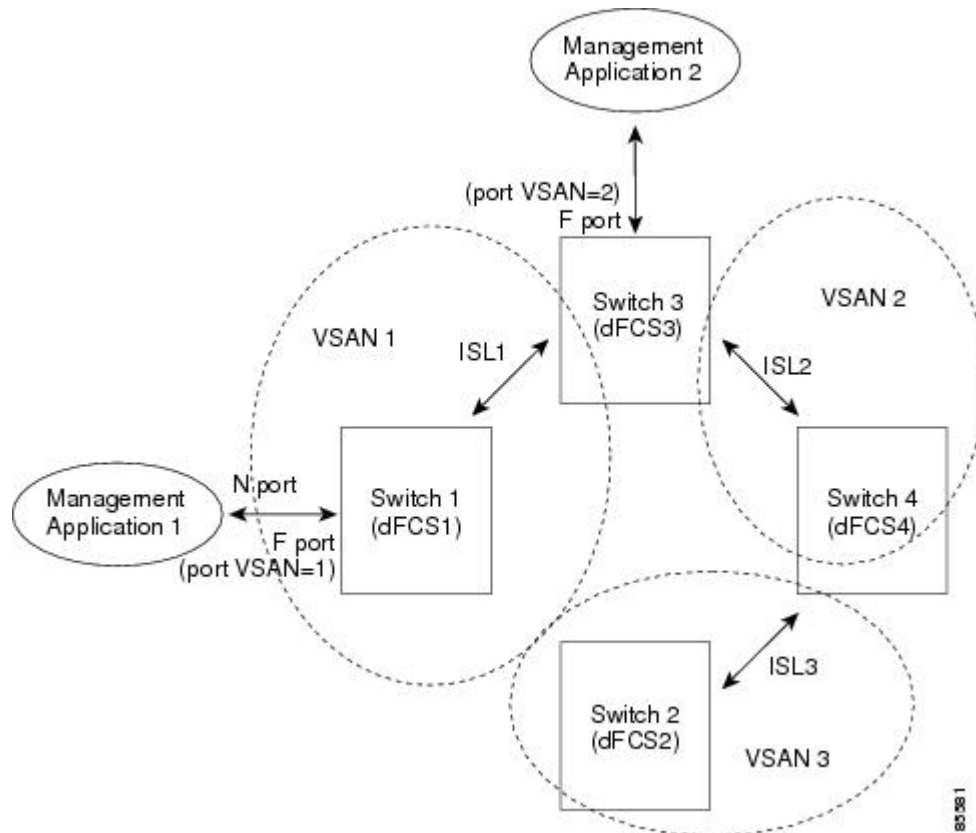 Management
Application 2
(port VSAN=2)
F port
Switch 3
(dFCS3)
VSAN 2
VSAN 1
ISL1
ISL2
Management
Application 1
N port
F port
(port VSAN=1)
Switch 1
(dFCS1)
Switch 4
(dFCS4)
ISL3
Switch 2
(dFCS2)
VSAN 3
85581